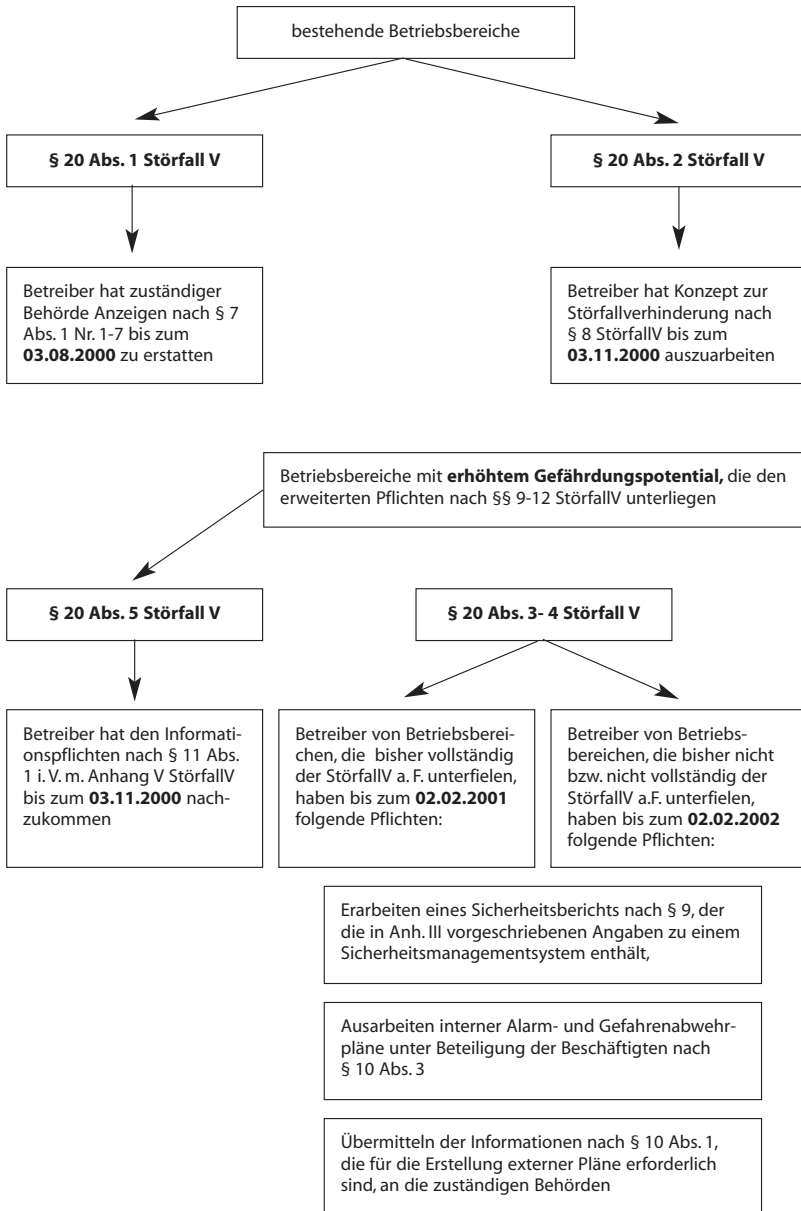 bestehende Betriebsbereiche
§ 20 Abs. 1 Störfall V
§ 20 Abs. 2 Störfall V
Betreiber hat zuständiger
Behörde Anzeigen nach § 7
Abs. 1 Nr. 1-7 bis zum
03.08.2000 zu erstatten
Betreiber hat Konzept zur
Störfallverhinderung nach
§ 8 StörfallV bis zum
03.11.2000 auszuarbeiten
Betriebsbereiche mit erhöhtem Gefährdungspotential, die den
erweiterten Pflichten nach §§ 9-12 StörfallV unterliegen
§ 20 Abs. 5 Störfall V
§ 20 Abs. 3- 4 Störfall V
Betreiber hat den Informati-
onspflichten nach § 11 Abs.
1 i. V. m. Anhang V StörfallV
bis zum 03.11.2000 nach-
zukommen
Betreiber von Betriebsberei-
chen, die bisher vollständig
der StörfallV a. F. unterfielen,
haben bis zum 02.02.2001
folgende Pflichten:
Betreiber von Betriebs-
bereichen, die bisher nicht
bzw. nicht vollständig der
StörfallV a.F. unterfielen,
haben bis zum 02.02.2002
folgende Pflichten:
Erarbeiten eines Sicherheitsberichts nach § 9, der
die in Anh. III vorgeschriebenen Angaben zu einem
Sicherheitsmanagementsystem enthält,
Ausarbeiten interner Alarm- und Gefahrenabwehr-
pläne unter Beteiligung der Beschäftigten nach
§ 10 Abs. 3
Übermitteln der Informationen nach § 10 Abs. 1,
die für die Erstellung externer Pläne erforderlich
sind, an die zuständigen Behörden